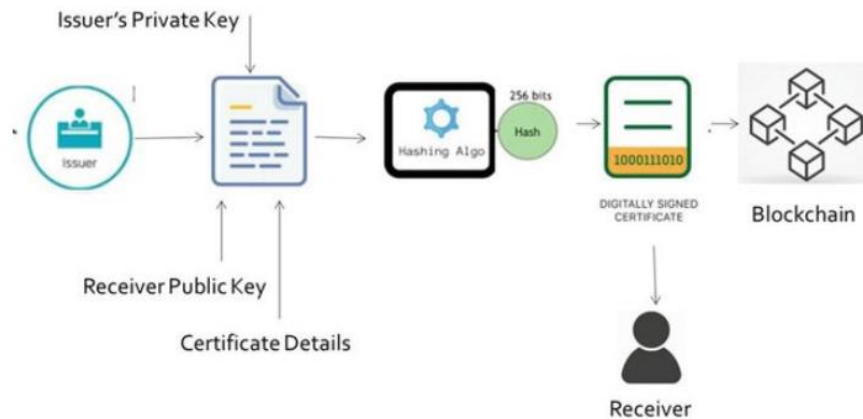 Issuer's Private Key
Issuer
256 bits
Hash
Hashing Algo
1000111010
DIGITALLY SIGNED
CERTIFICATE
Blockchain
Receiver Public Key
Certificate Details
Receiver